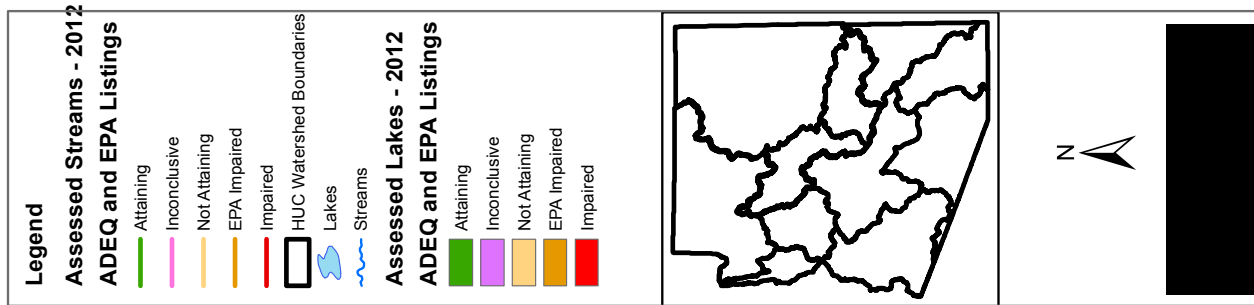 Legend
Assessed Streams - 2012
ADEQ and EPA Listings
Attaining
Inconclusive
Not Attaining
EPA Impaired
Impaired
HUC Watershed Boundaries
Lakes
Streams
Assessed Lakes - 2012
ADEQ and EPA Listings
Attaining
Inconclusive
Not Attaining
EPA Impaired
Impaired
N